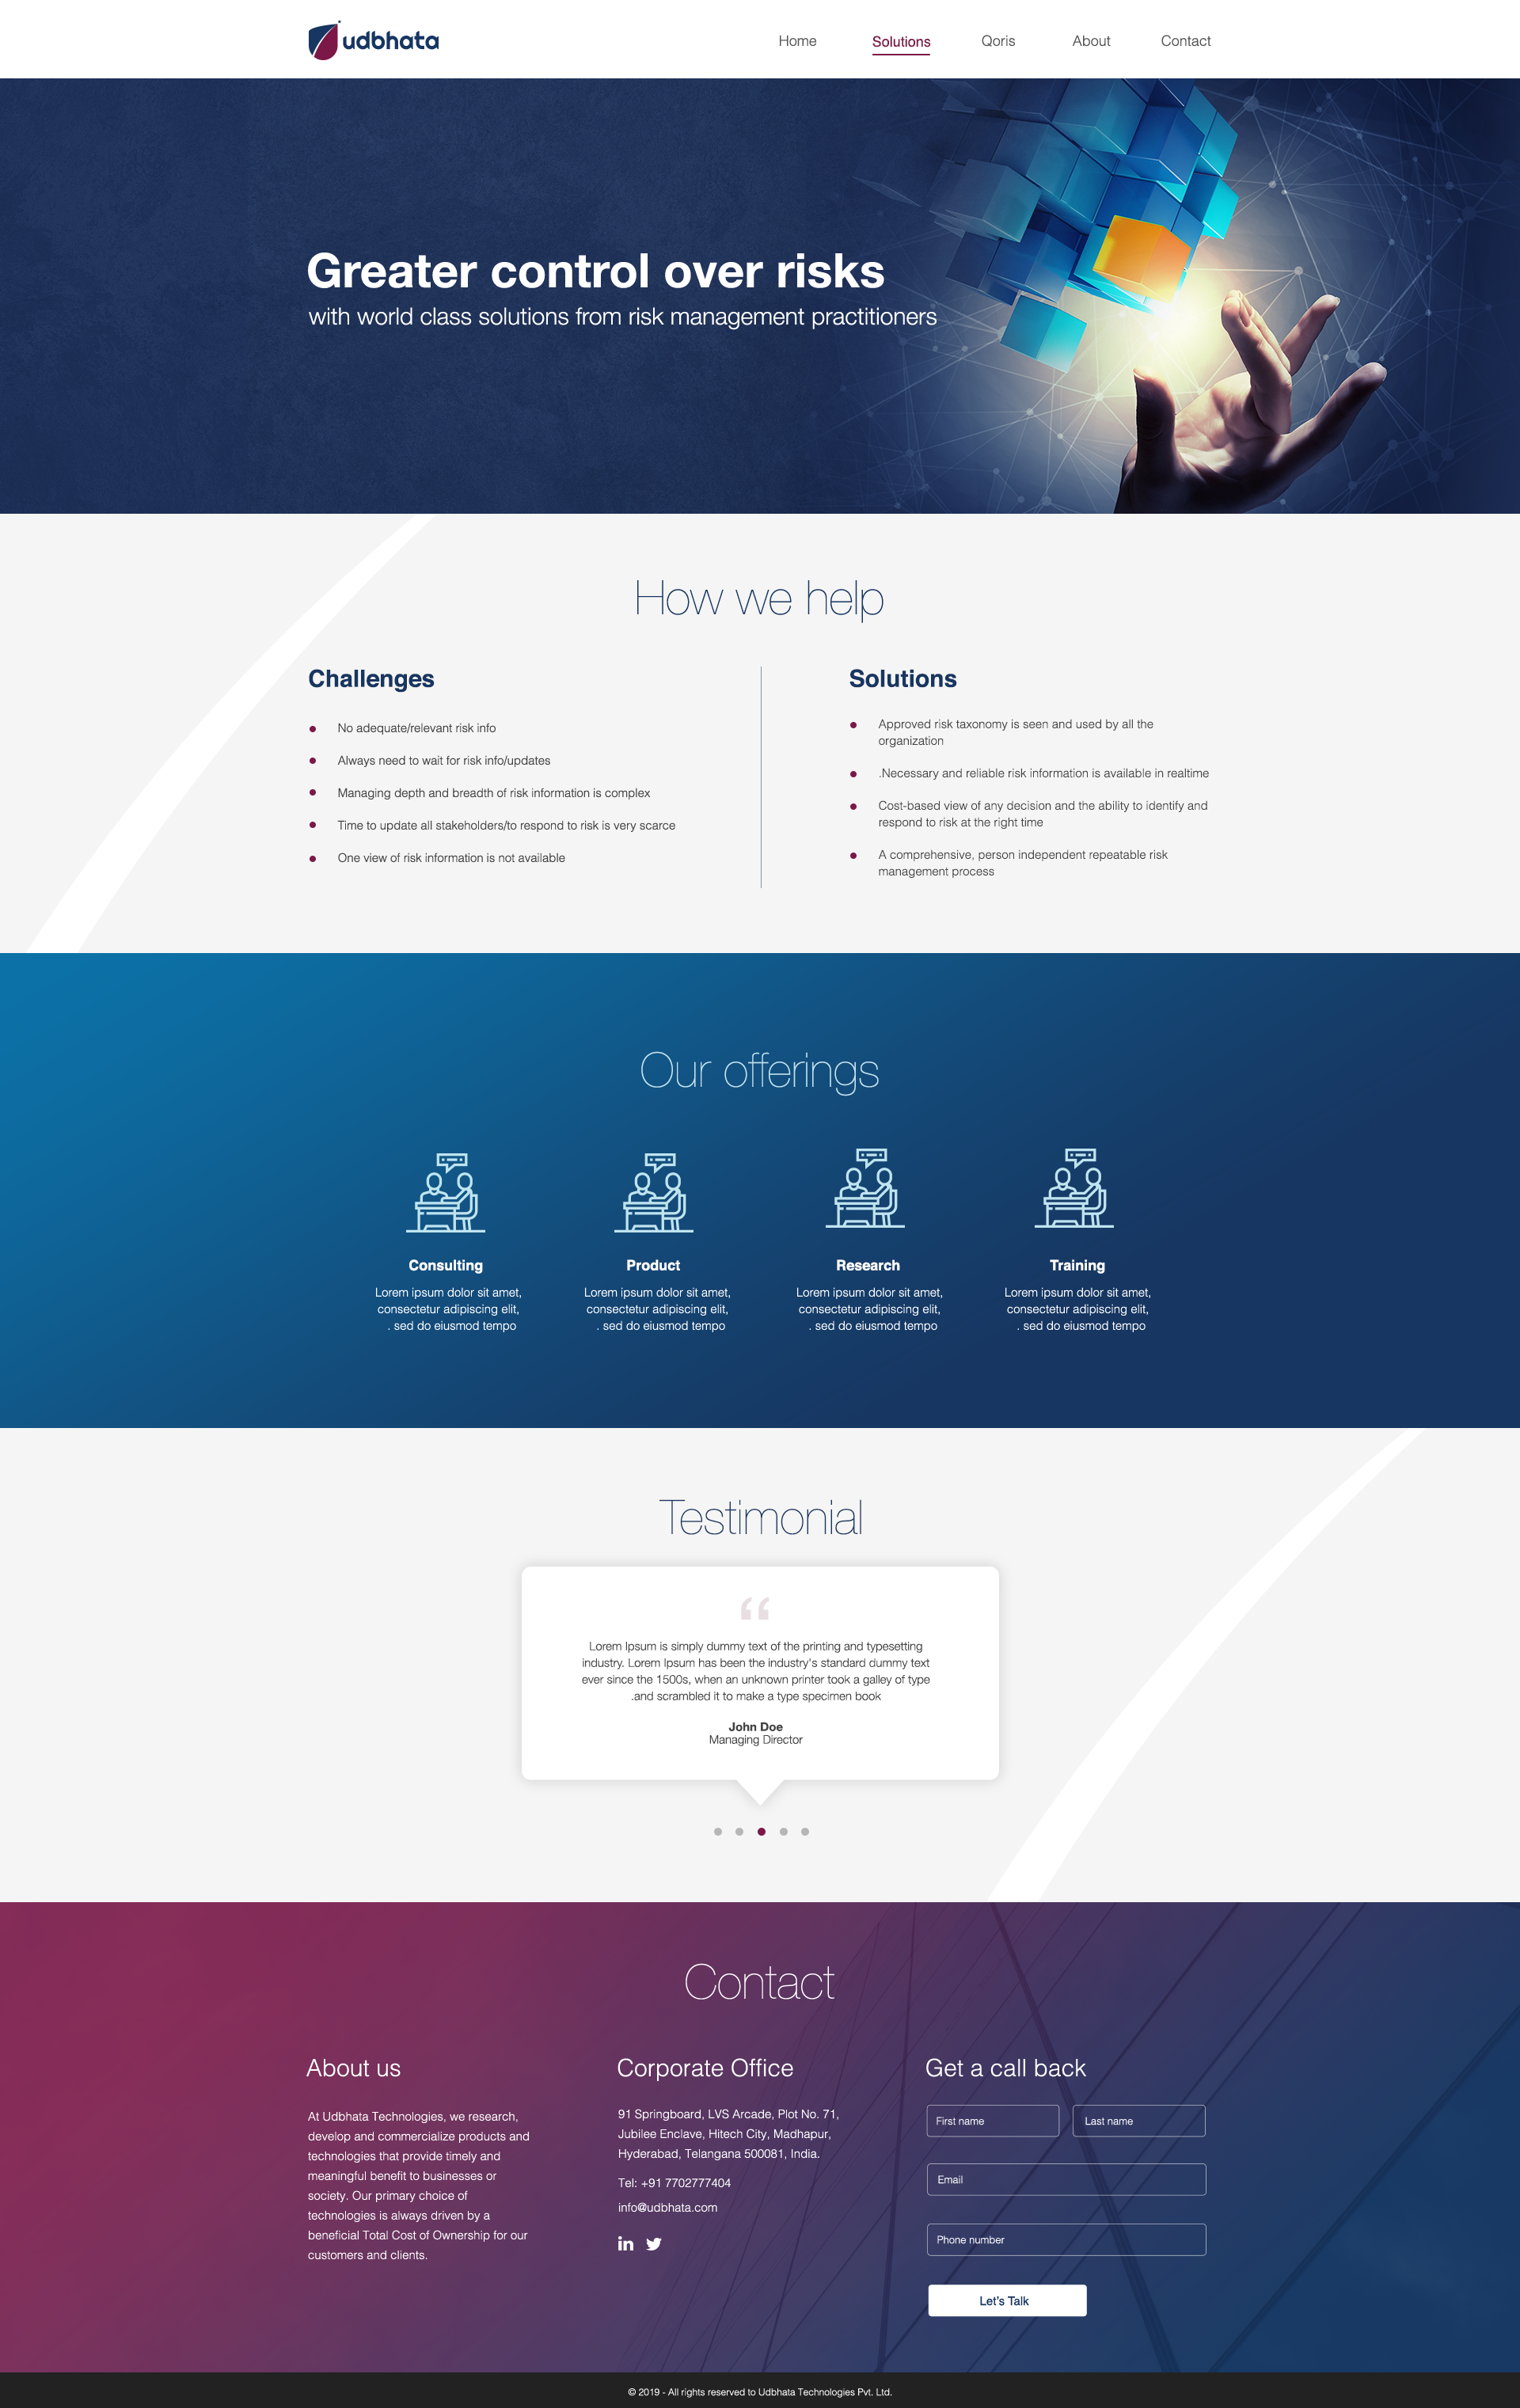 udbhata
Home Solutions Qoris About Contact
Greater control over risks
with world class solutions from risk management practitioners
How we help
Challenges
No adequate/relevant risk info
Always need to wait for risk info/updates
Managing depth and breadth of risk information is complex
Time to update all stakeholders/to respond to risk is very scarce
One view of risk information is not available
Solutions
Approved risk taxonomy is seen and used by all the
organization
.Necessary and reliable risk information is available in realtime
Cost-based view of any decision and the ability to identify and
respond to risk at the right time
A comprehensive, person independent repeatable risk
management process
Our offerings
Consulting
Lorem ipsum dolor sit amet,
consectetur adipiscing elit,
. sed do eiusmod tempo
Product
Lorem ipsum dolor sit amet,
consectetur adipiscing elit,
. sed do eiusmod tempo
Research
Lorem ipsum dolor sit amet,
consectetur adipiscing elit,
. sed do eiusmod tempo
Training
Lorem ipsum dolor sit amet,
consectetur adipiscing elit,
. sed do eiusmod tempo
Testimonial
“
Lorem Ipsum is simply dummy text of the printing and typesetting
industry. Lorem Ipsum has been the industry's standard dummy text
ever since the 1500s, when an unknown printer took a galley of type
.and scrambled it to make a type specimen book
John Doe
Managing Director
Contact
About us
At Udbhata Technologies, we research,
develop and commercialize products and
technologies that provide timely and
meaningful benefit to businesses or
society. Our primary choice of
technologies is always driven by a
beneficial Total Cost of Ownership for our
customers and clients.
Corporate Office
91 Springboard, LVS Arcade, Plot No. 71,
Jubilee Enclave, Hitech City, Madhapur,
Hyderabad, Telangana 500081, India.
Tel: +91 7702777404
info@udbhata.com
in
Get a call back
First name Last name
Email
Phone number
Let's Talk
© 2019 - All rights reserved to Udbhata Technologies Pvt. Ltd.